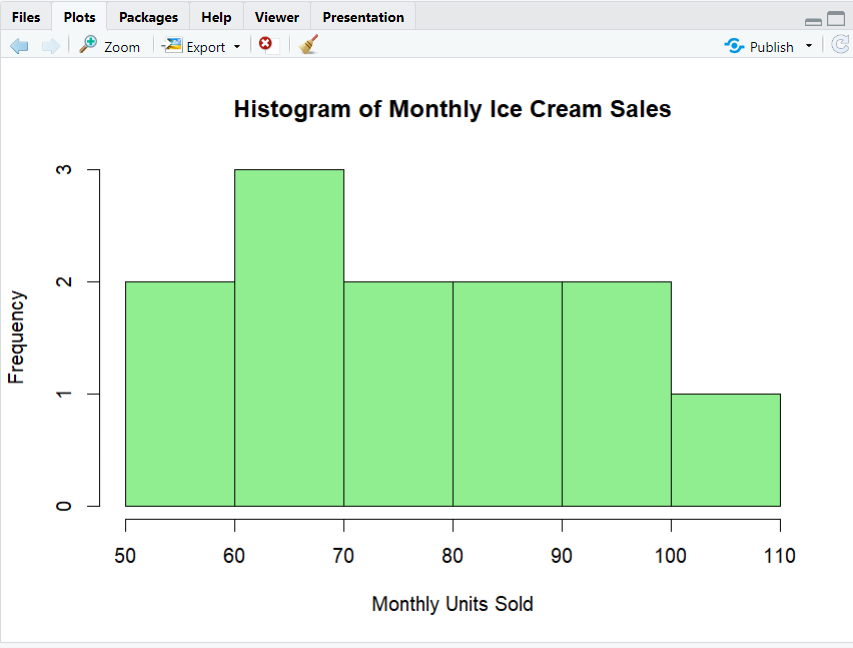 Files Plots Packages Help Viewer Presentation
Zoom Export Publish
Histogram of Monthly Ice Cream Sales
Frequency
3
2
1
0
50 60 70 80 90 100 110
Monthly Units Sold